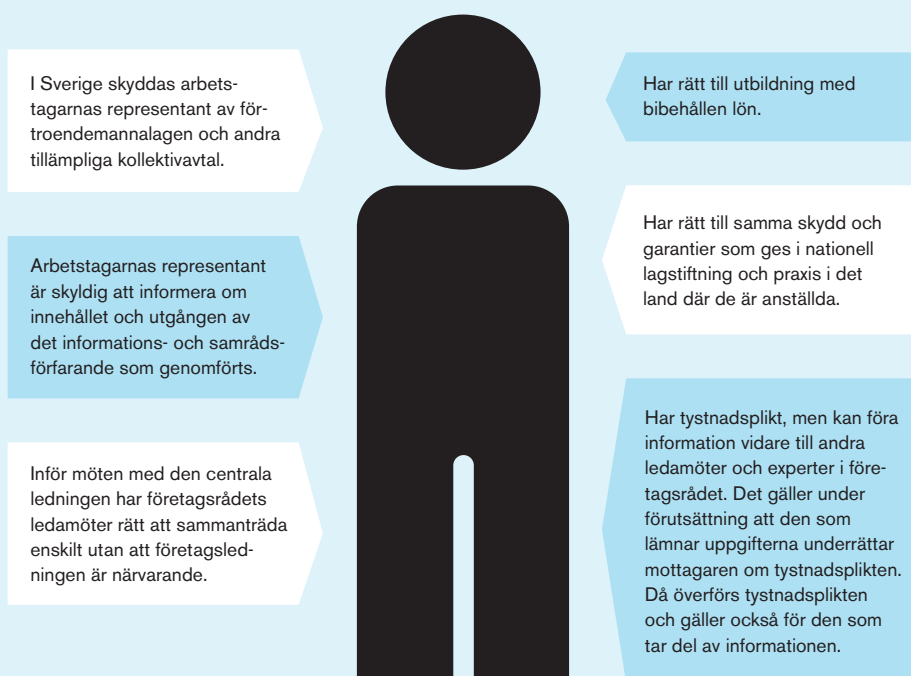 I Sverige skyddas arbets-
tagarnas representant av för-
troendemannalagen och andra
tillämpliga kollektivavtal.
Arbetstagarnas representant
är skyldig att informera om
innehållet och utgången av
det informations- och samråds-
förfarande som genomförts.
Inför möten med den centrala
ledningen har företagsrådets
ledamöter rätt att sammanträda
enskilt utan att företagsled-
ningen är närvarande.
Har rätt till utbildning med
bibehållen lön.
Har rätt till samma skydd och
garantier som ges i nationell
lagstiftning och praxis i det
land där de är anställda.
Har tystnadsplikt, men kan föra
information vidare till andra
ledamöter och experter i före-
tagsrådet. Det gäller under
förutsättning att den som
lämnar uppgifterna underrättar
mottagaren om tystnadsplikten.
Då överförs tystnadsplikten
och gäller också för den som
tar del av informationen.